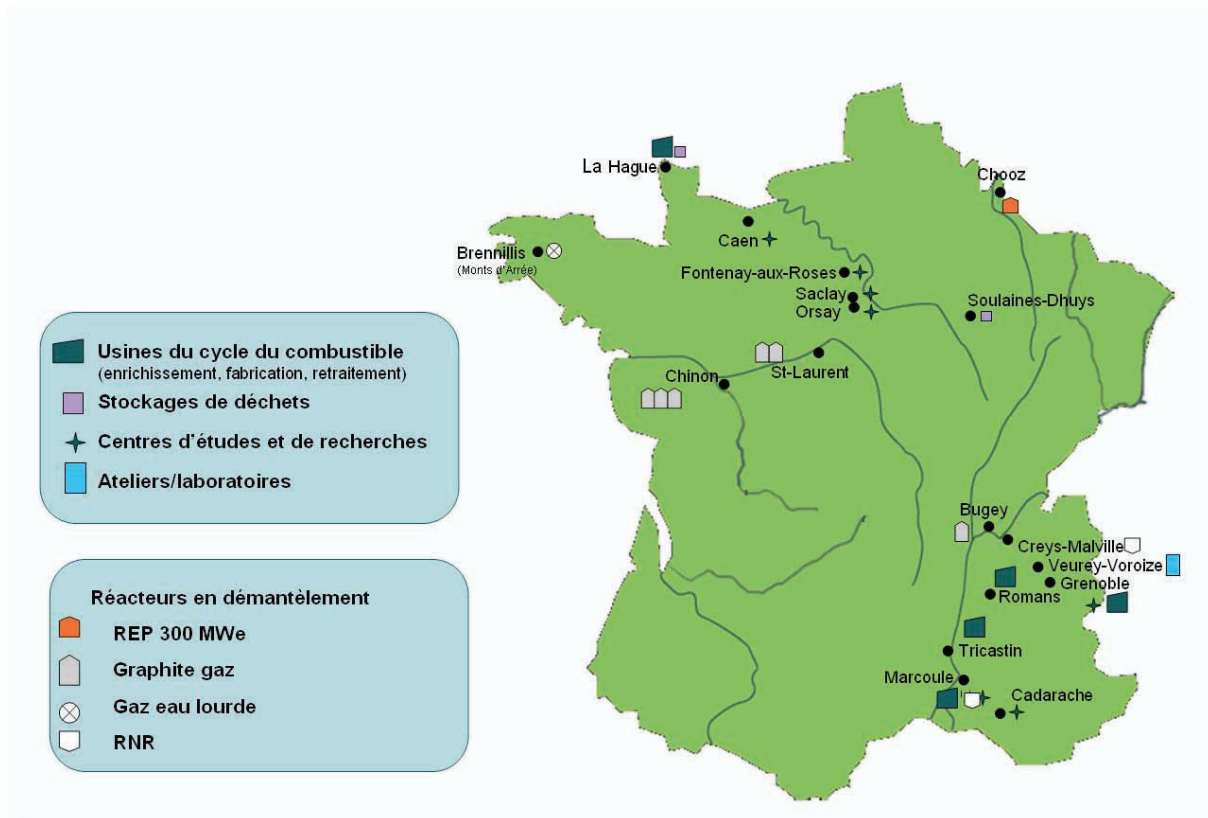 La Hague
Chooz
Caen
Brennillis
(Monts d'Arrée)
Fontenay-aux-Roses
Saclay
Orsay
Soulaines-Dhuys
St-Laurent
Chinon
Bugey
Creys-Malville
Veurey-Voroize
Grenoble
Romans
Tricastin
Marcoule
Cadarache
Usines du cycle du combustible
(enrichissement, fabrication, retraitement)
Stockages de déchets
Centres d'études et de recherches
Ateliers/laboratoires
Réacteurs en démantèlement
REP 300 MWe
Graphite gaz
Gaz eau lourde
RNR